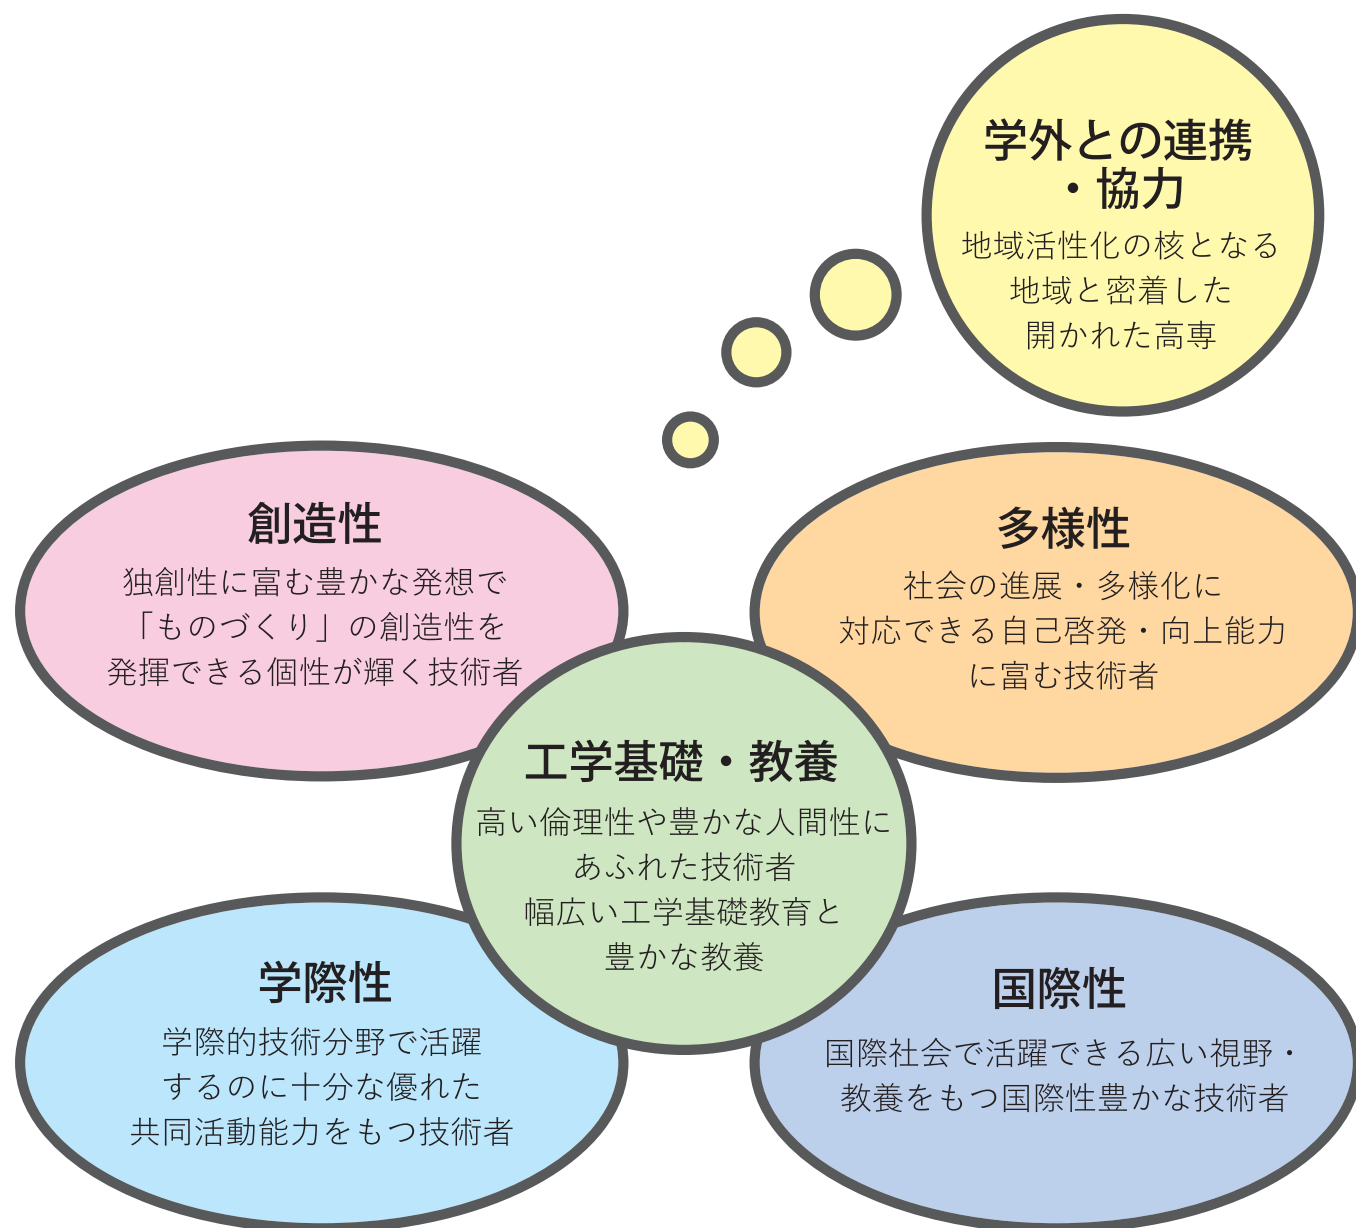 学外との連携
・協力
地域活性化の核となる
地域と密着した
開かれた高専
創造性
独創性に富む豊かな発想で
「ものづくり」の創造性を
発揮できる個性が輝く技術者
多様性
社会の進展・多様化に
対応できる自己啓発・向上能力
に富む技術者
工学基礎・教養
高い倫理性や豊かな人間性に
あふれた技術者
幅広い工学基礎教育と
豊かな教養
学際性
学際的技術分野で活躍
するのに十分な優れた
共同活動能力をもつ技術者
国際性
国際社会で活躍できる広い視野・
教養をもつ国際性豊かな技術者